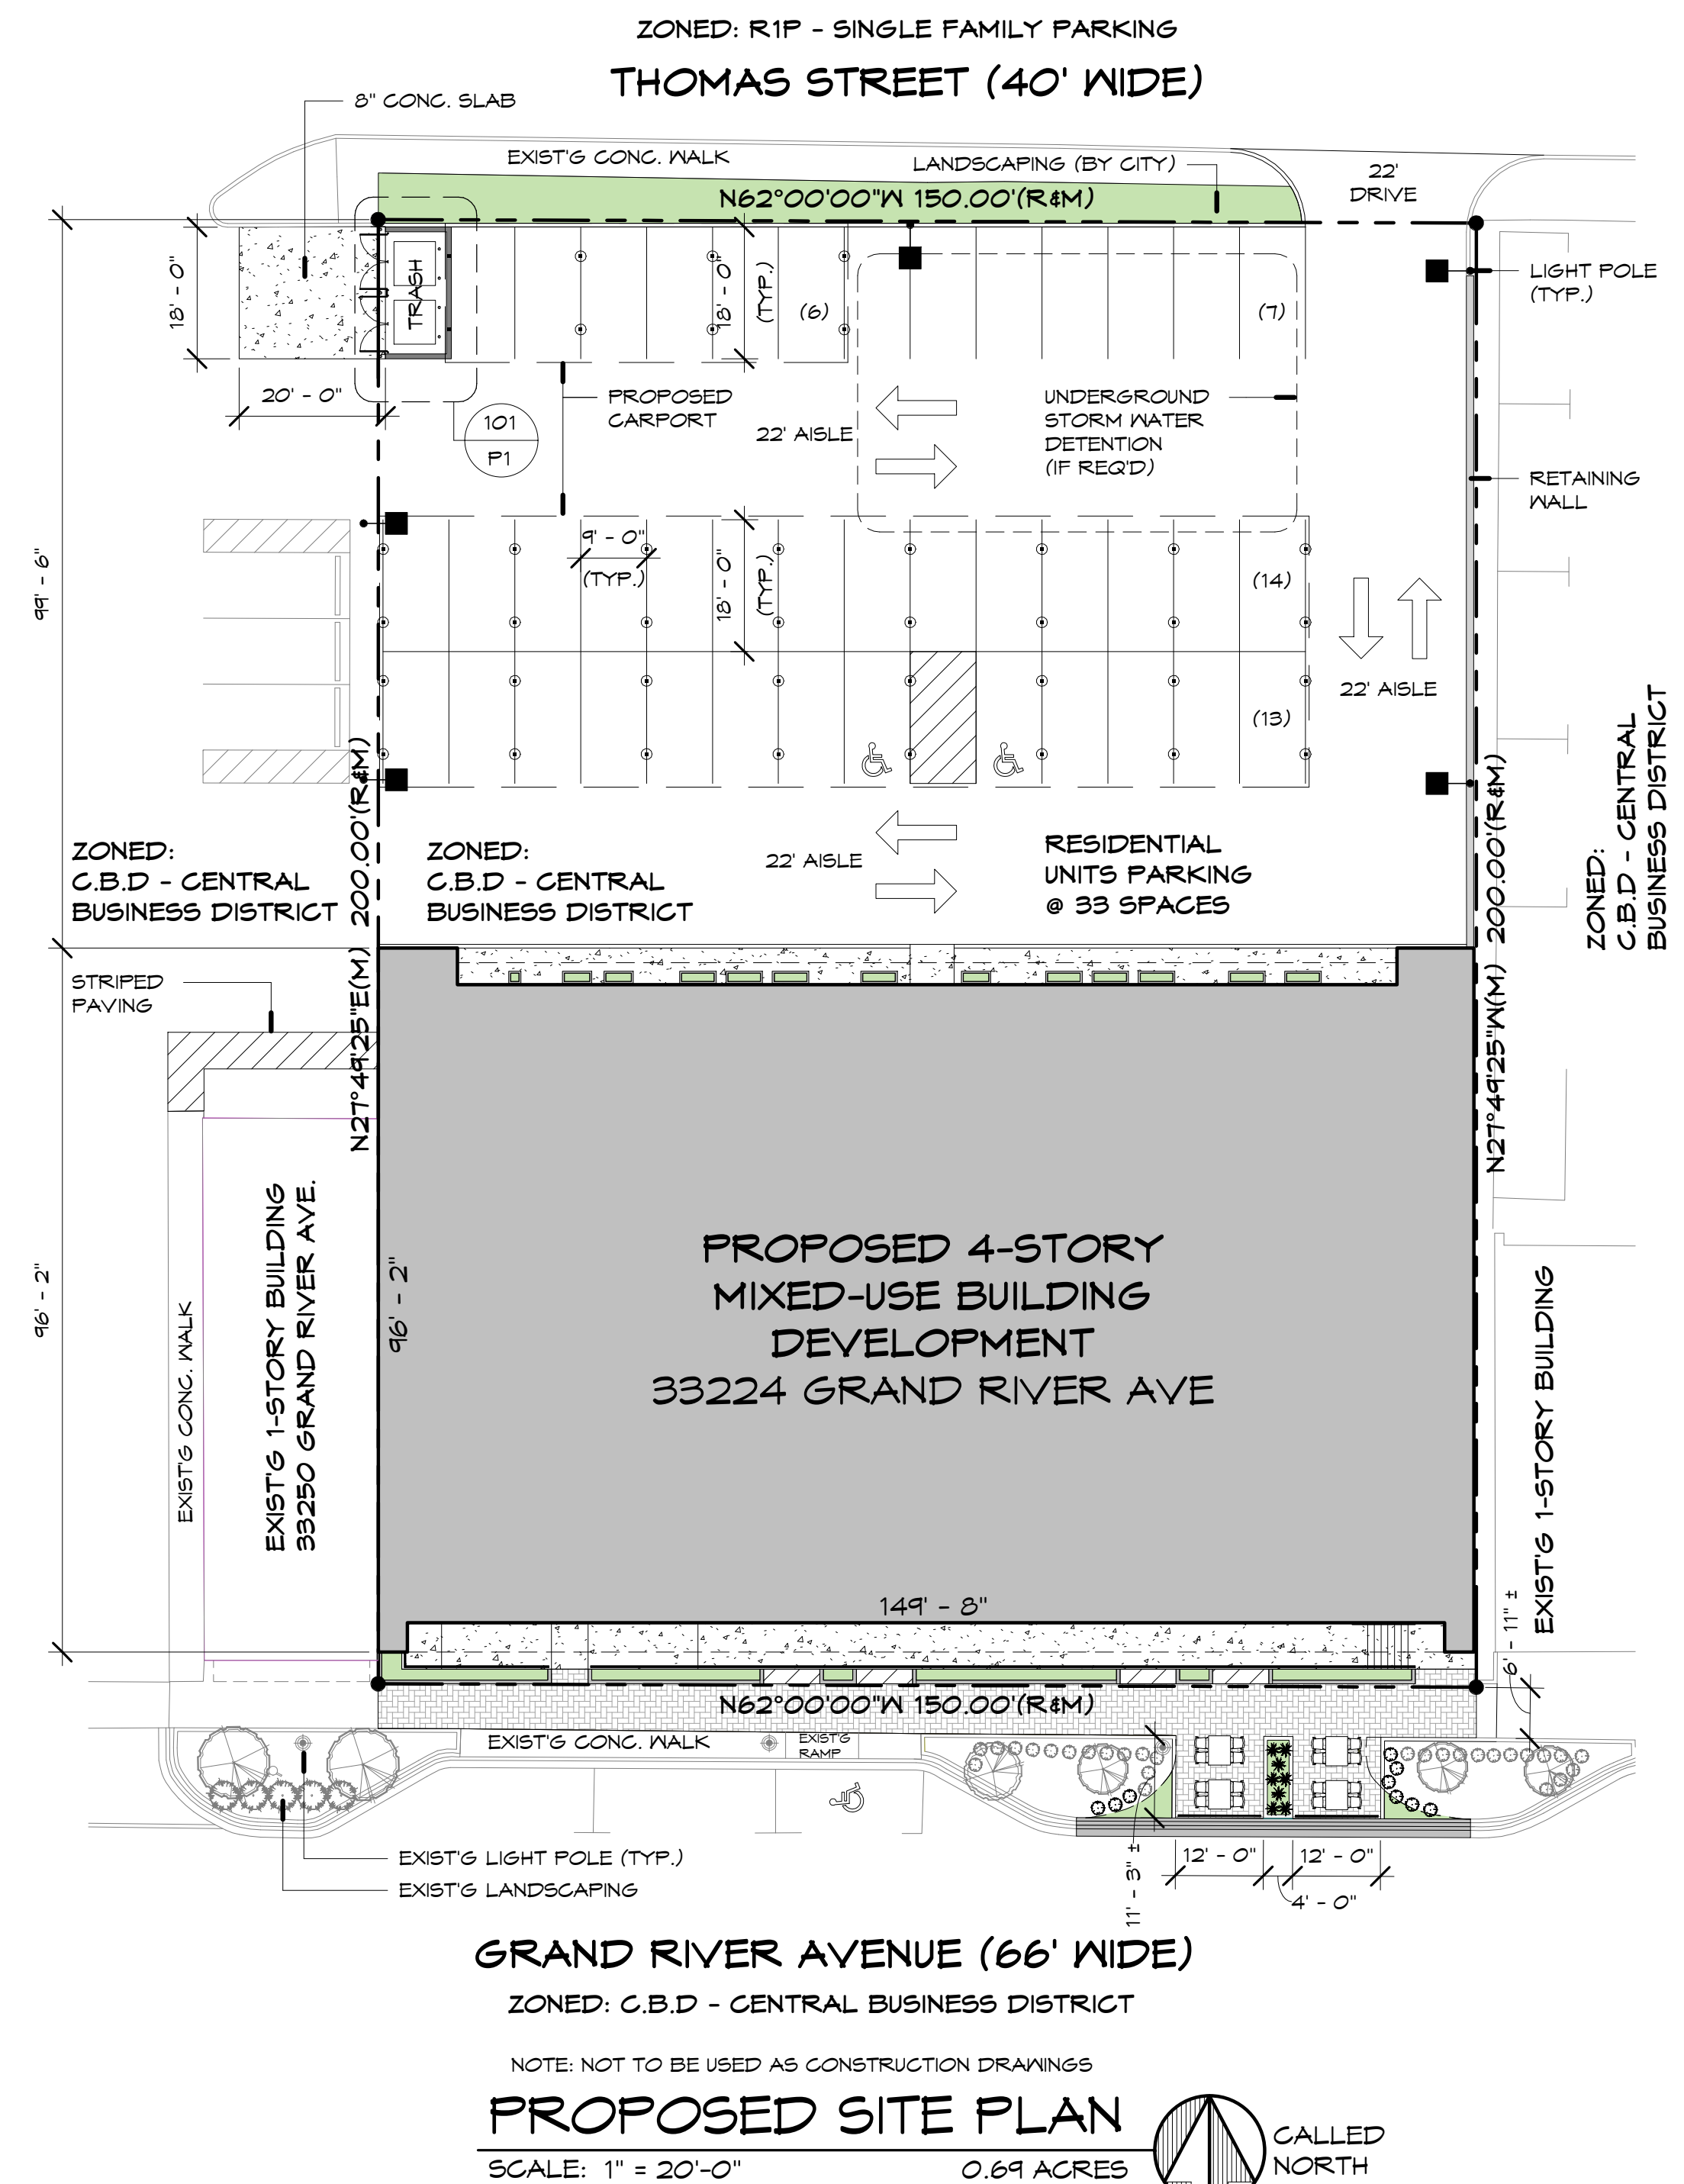 ZONED: R1P - SINGLE FAMILY PARKING
THOMAS STREET (40' WIDE)
8" CONC. SLAB
EXIST'G CONC. WALK
LANDSCAPING (BY CITY)
22'
DRIVE
N62°00'00"W 150.00'(R&M)
18' - 0"
TRASH
18' - 0"
(TYP.)
(6)
(7)
LIGHT POLE
(TYP.)
20' - 0"
101
P1
PROPOSED
CARPORT
22' AISLE
UNDERGROUND
STORM WATER
DETENTION
(IF REQ'D)
RETAINING
WALL
99' - 6"
9' - 0"
(TYP.)
18' - 0"
(TYP.)
(14)
(13)
22' AISLE
ZONED:
C.B.D - CENTRAL
BUSINESS DISTRICT
ZONED:
C.B.D - CENTRAL
BUSINESS DISTRICT
ZONED:
C.B.D - CENTRAL
BUSINESS DISTRICT
22' AISLE
RESIDENTIAL
UNITS PARKING
@ 33 SPACES
N27°49'25"E(M) 200.00'(R&M)
N27°49'25"W(M) 200.00'(R&M)
STRIPED
PAVING
96' - 2"
EXIST'G CONC. WALK
EXIST'G 1-STORY BUILDING
33250 GRAND RIVER AVE.
96' - 2"
PROPOSED 4-STORY
MIXED-USE BUILDING
DEVELOPMENT
33224 GRAND RIVER AVE
EXIST'G 1-STORY BUILDING
149' - 8"
6' - 11" ±
N62°00'00"W 150.00'(R&M)
EXIST'G CONC. WALK
EXIST'G
RAMP
EXIST'G LIGHT POLE (TYP.)
EXIST'G LANDSCAPING
11' - 3" ±
12' - 0"
12' - 0"
4' - 0"
GRAND RIVER AVENUE (66' WIDE)
ZONED: C.B.D - CENTRAL BUSINESS DISTRICT
NOTE: NOT TO BE USED AS CONSTRUCTION DRAWINGS
PROPOSED SITE PLAN
SCALE: 1" = 20'-0"
0.69 ACRES
CALLED
NORTH